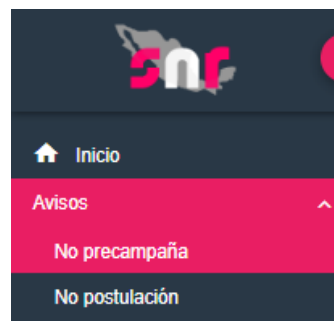 snr
Inicio
Avisos
No precampaña
No postulación